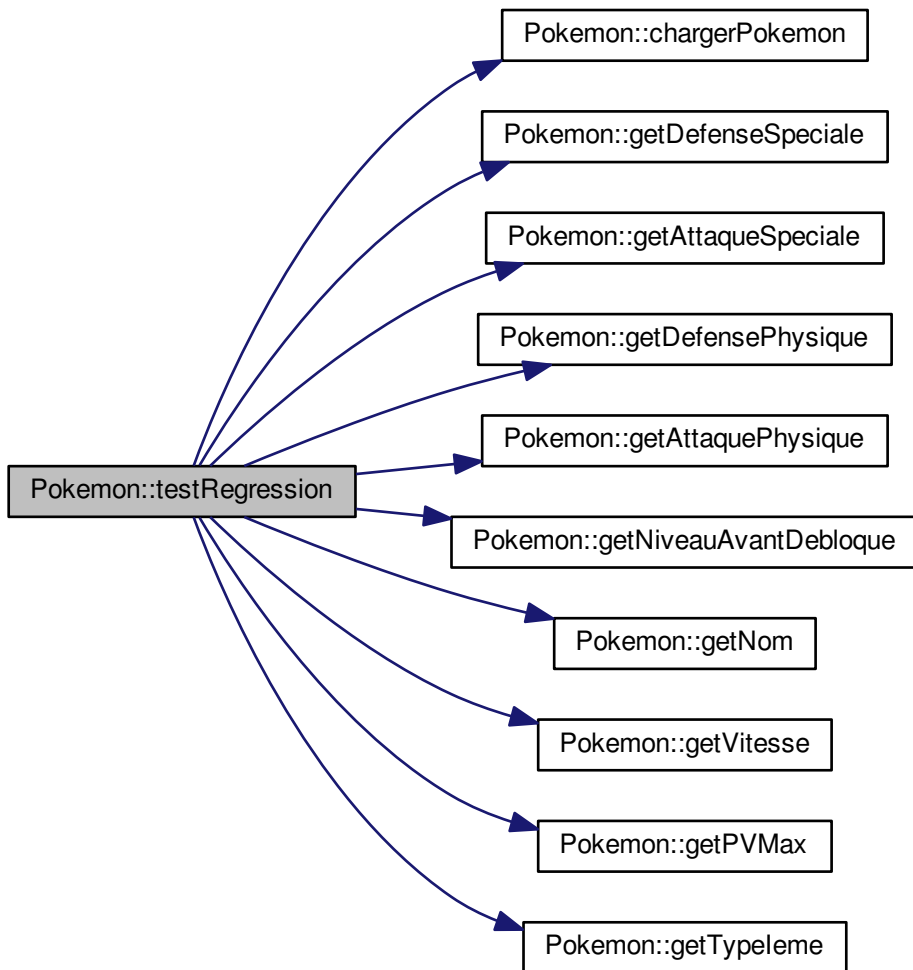 Pokemon::chargerPokemon
Pokemon::getDefenseSpeciale
Pokemon::getAttaqueSpeciale
Pokemon::getDefensePhysique
Pokemon::getAttaquePhysique
Pokemon::testRegression
Pokemon::getNiveauAvantDebloque
Pokemon::getNom
Pokemon::getVitesse
Pokemon::getPVMax
Pokemon::getTypeIeme